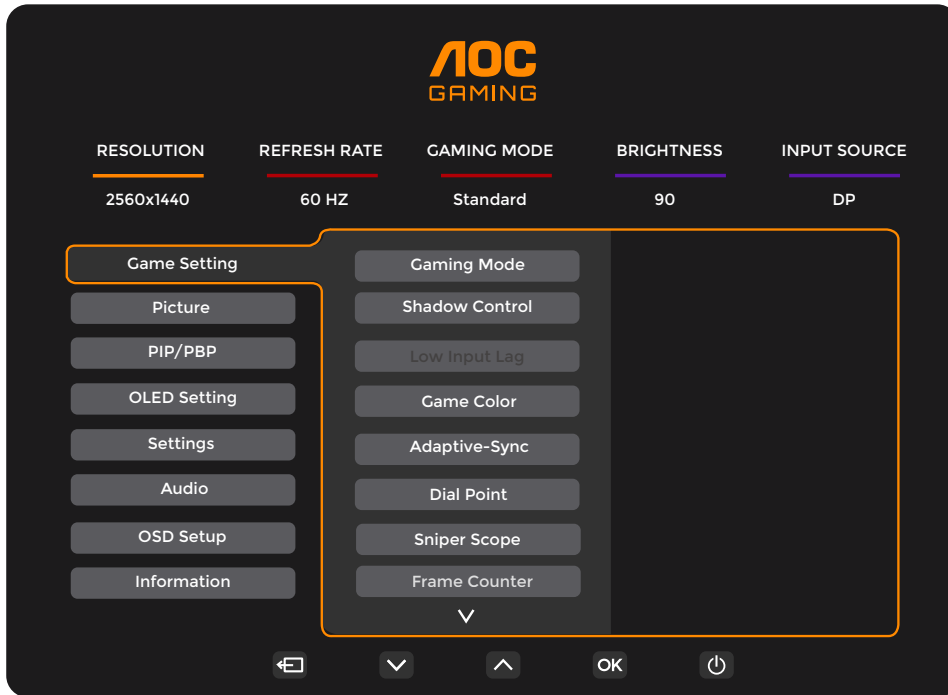 AOC
GAMING
RESOLUTION REFRESH RATE GAMING MODE BRIGHTNESS INPUT SOURCE
2560x1440 60 HZ Standard 90 DP
Game Setting
Picture
PIP/PBP
OLED Setting
Settings
Audio
OSD Setup
Information
Gaming Mode
Shadow Control
Low Input Lag
Game Color
Adaptive-Sync
Dial Point
Sniper Scope
Frame Counter
OK